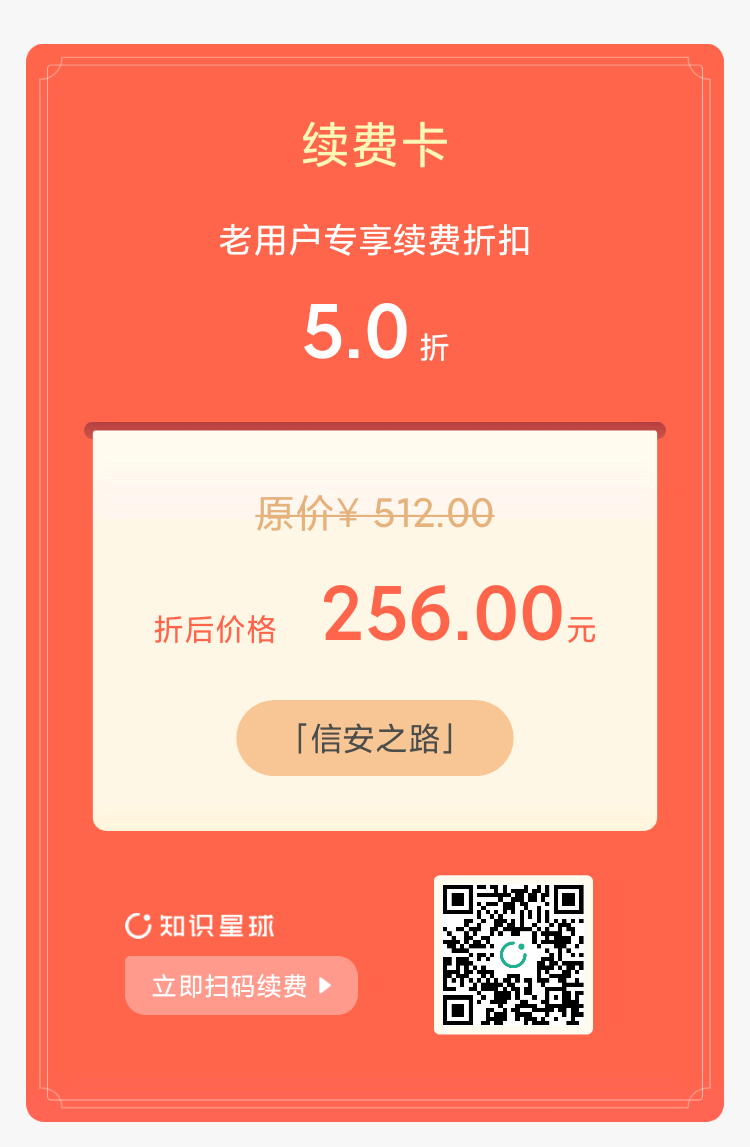 续费卡
老用户专享续费折扣
5.0 折
原价¥ 512.00
折后价格 256.00元
「信安之路」
知识星球
立即扫码续费